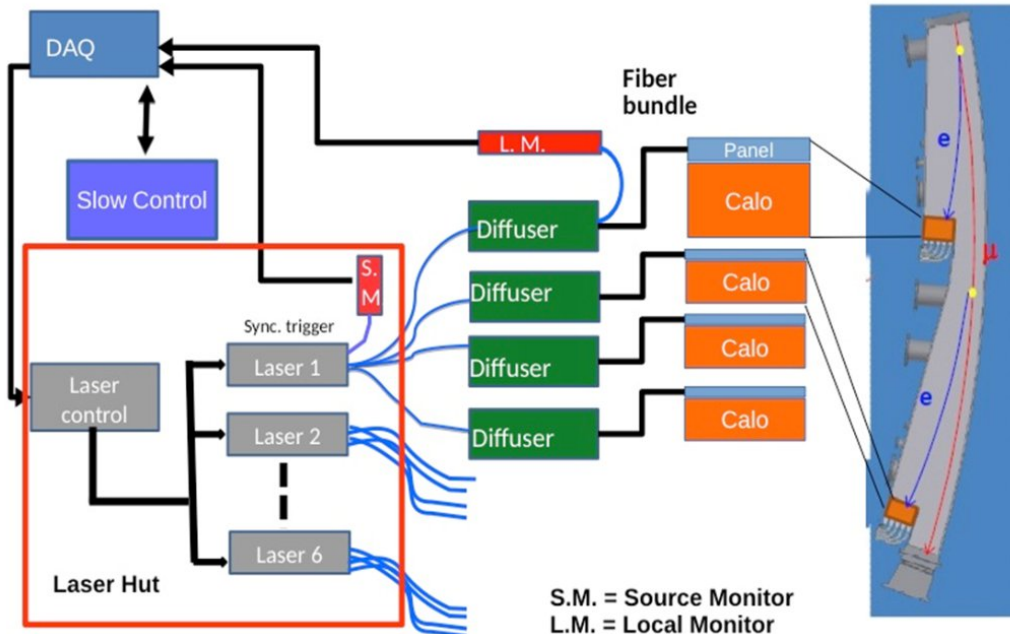 DAQ
Slow Control
S.
M
Sync. trigger
Laser
control
Laser 1
Laser 2
Laser 6
Laser Hut
L. M.
Fiber
bundle
Diffuser
Diffuser
Diffuser
Diffuser
Panel
Calo
Calo
Calo
Calo
e
μ
e
S.M. = Source Monitor
L.M. = Local Monitor